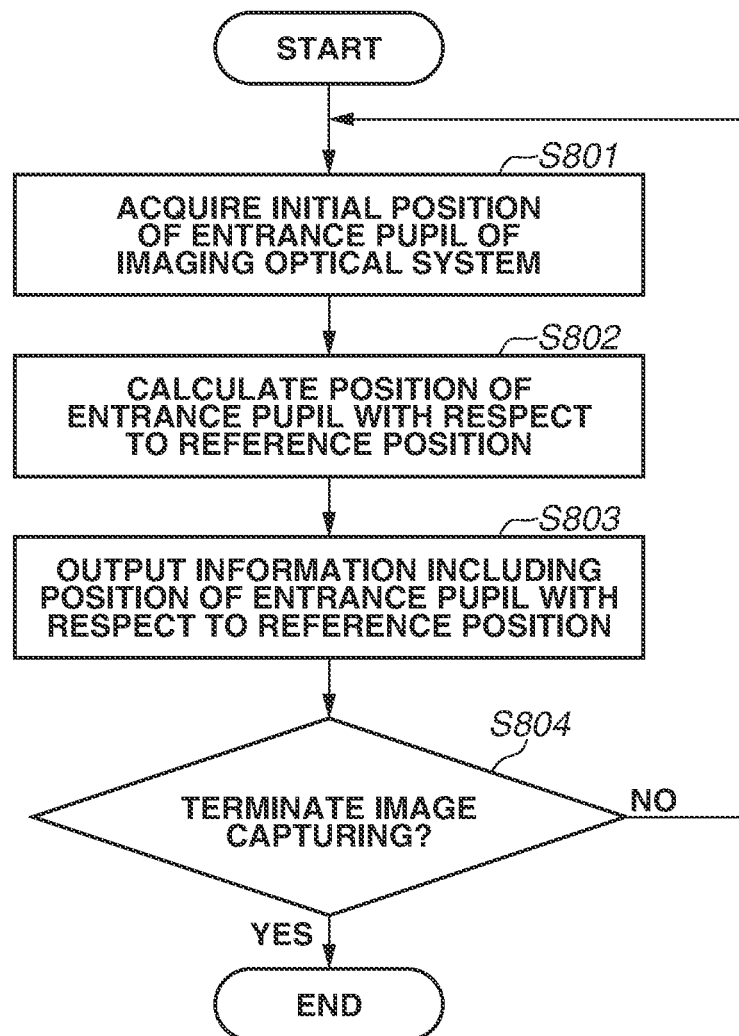 START
S801
ACQUIRE INITIAL POSITION
OF ENTRANCE PUPIL OF
IMAGING OPTICAL SYSTEM
S802
CALCULATE POSITION OF
ENTRANCE PUPIL WITH RESPECT
TO REFERENCE POSITION
S803
OUTPUT INFORMATION INCLUDING
POSITION OF ENTRANCE PUPIL WITH
RESPECT TO REFERENCE POSITION
S804
TERMINATE IMAGE
CAPTURING?
NO
YES
END